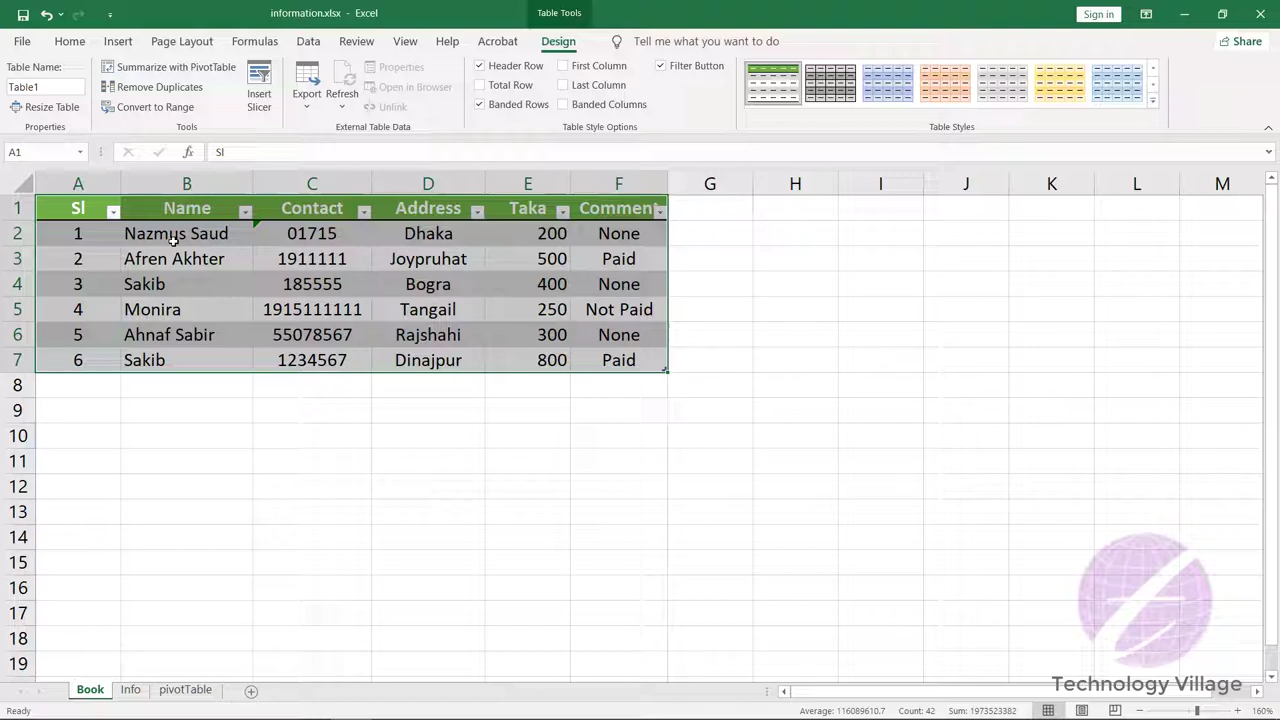 information.xlsx - Excel
Table Tools
Sign in
File Home Insert Page Layout Formulas Data Review View Help Acrobat Design Tell me what you want to do Share
Table Name:
Table1
Resize Table
Properties
Summarize with PivotTable
Remove Duplicates
Convert to Range
Tools
Insert
Slicer
Export
Refresh
Properties
Open Browser
Unlink
External Table Data
Header Row First Column Filter Button
Total Row Last Column
Banded Rows Banded Columns
Table Style Options
Table Styles
A1 fx Sl
A B C D E F G H I J K L M
1 Sl Name Contact Address Taka Comment
2 1 Nazmus Saud 01715 Dhaka 200 None
3 2 Afren Akhter 1911111 Joypruhat 500 Paid
4 3 Sakib 185555 Bogra 400 None
5 4 Monira 1915111111 Tangail 250 Not Paid
6 5 Ahnaf Sabir 55078567 Rajshahi 300 None
7 6 Sakib 1234567 Dinajpur 800 Paid
8
9
10
11
12
13
14
15
16
17
18
19
Technology Village
Book Info pivotTable
Ready Average: 116089610.7 Count: 42 Sum: 1973523382 160%